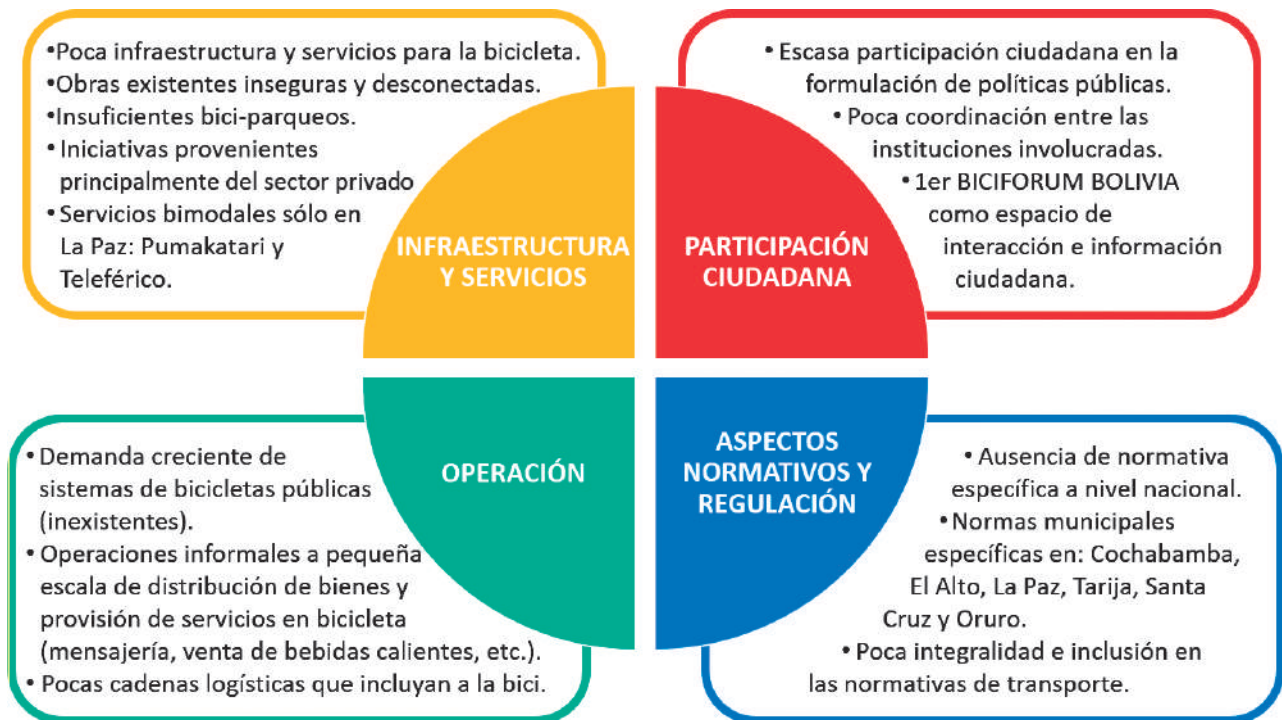 •Poca infraestructura y servicios para la bicicleta.
•Obras existentes inseguras y desconectadas.
•Insuficientes bici-parqueos.
• Iniciativas provenientes
principalmente del sector privado
• Servicios bimodales sólo en
La Paz: Pumakatari y
Teleférico.
INFRAESTRUCTURA
Y SERVICIOS
• Escasa participación ciudadana en la
formulación de políticas públicas.
• Poca coordinación entre las
instituciones involucradas.
• 1er BICIFORUM BOLIVIA
como espacio de
interacción e información
ciudadana.
PARTICIPACIÓN
CIUDADANA
• Demanda creciente de
sistemas de bicicletas públicas
(inexistentes).
• Operaciones informales a pequeña
escala de distribución de bienes y
provisión de servicios en bicicleta
(mensajería, venta de bebidas calientes, etc.).
• Pocas cadenas logísticas que incluyan a la bici.
OPERACIÓN
ASPECTOS
NORMATIVOS Y
REGULACIÓN
• Ausencia de normativa
específica a nivel nacional.
•Normas municipales
específicas en: Cochabamba,
El Alto, La Paz, Tarija, Santa
Cruz y Oruro.
• Poca integralidad e inclusión en
las normativas de transporte.